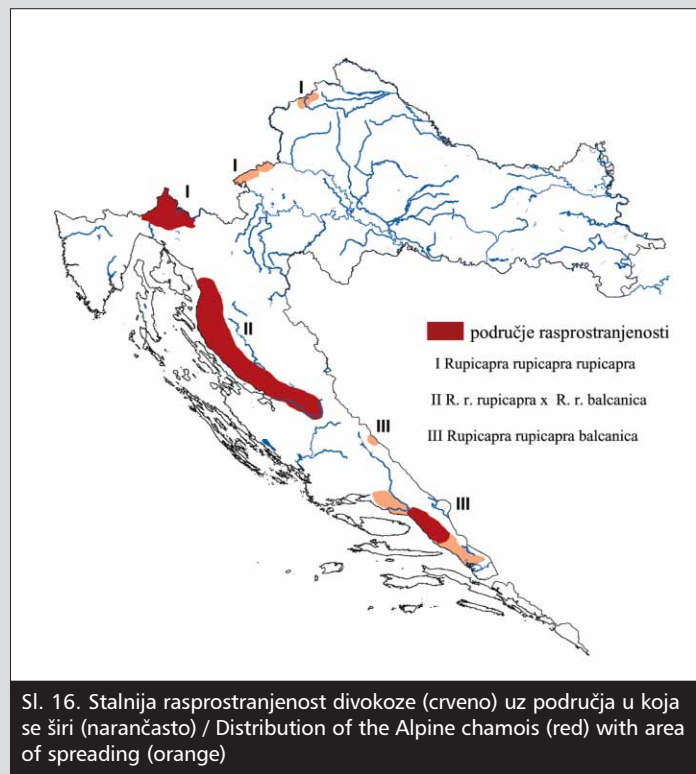 I
I
I
II
područje rasprostranjenosti
I Rupicapra rupicapra rupicapra
II R. r. rupicapra x R. r. balcanica
III Rupicapra rupicapra balcanica
III
III
Sl. 16. Stalnija rasprostranjenost divokoze (crveno) uz područja u koja
se širi (narančasto) / Distribution of the Alpine chamois (red) with area
of spreading (orange)